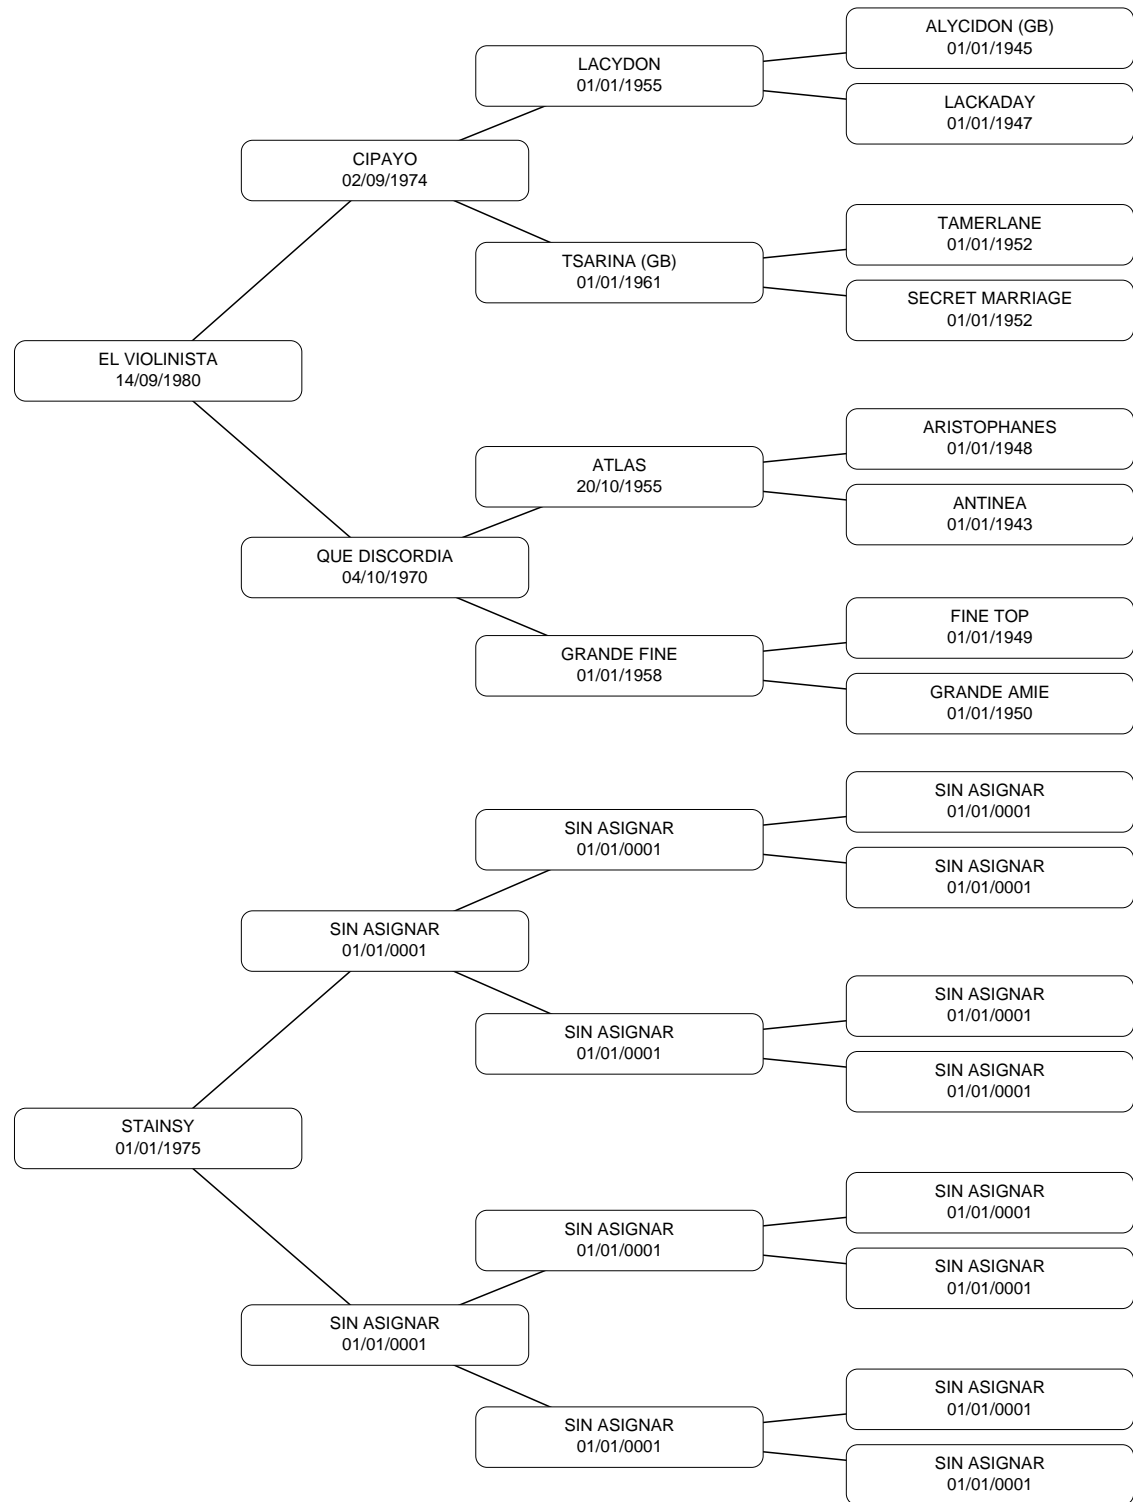 ALYCIDON (GB)
01/01/1945
LACYDON
01/01/1955
LACKADAY
01/01/1947
CIPAYO
02/09/1974
TAMERLANE
01/01/1952
TSARINA (GB)
01/01/1961
SECRET MARRIAGE
01/01/1952
EL VIOLINISTA
14/09/1980
ARISTOPHANES
01/01/1948
ATLAS
20/10/1955
ANTINEA
01/01/1943
QUE DISCORDIA
04/10/1970
FINE TOP
01/01/1949
GRANDE FINE
01/01/1958
GRANDE AMIE
01/01/1950
SIN ASIGNAR
01/01/0001
SIN ASIGNAR
01/01/0001
SIN ASIGNAR
01/01/0001
SIN ASIGNAR
01/01/0001
SIN ASIGNAR
01/01/0001
SIN ASIGNAR
01/01/0001
SIN ASIGNAR
01/01/0001
STAINSY
01/01/1975
SIN ASIGNAR
01/01/0001
SIN ASIGNAR
01/01/0001
SIN ASIGNAR
01/01/0001
SIN ASIGNAR
01/01/0001
SIN ASIGNAR
01/01/0001
SIN ASIGNAR
01/01/0001
SIN ASIGNAR
01/01/0001